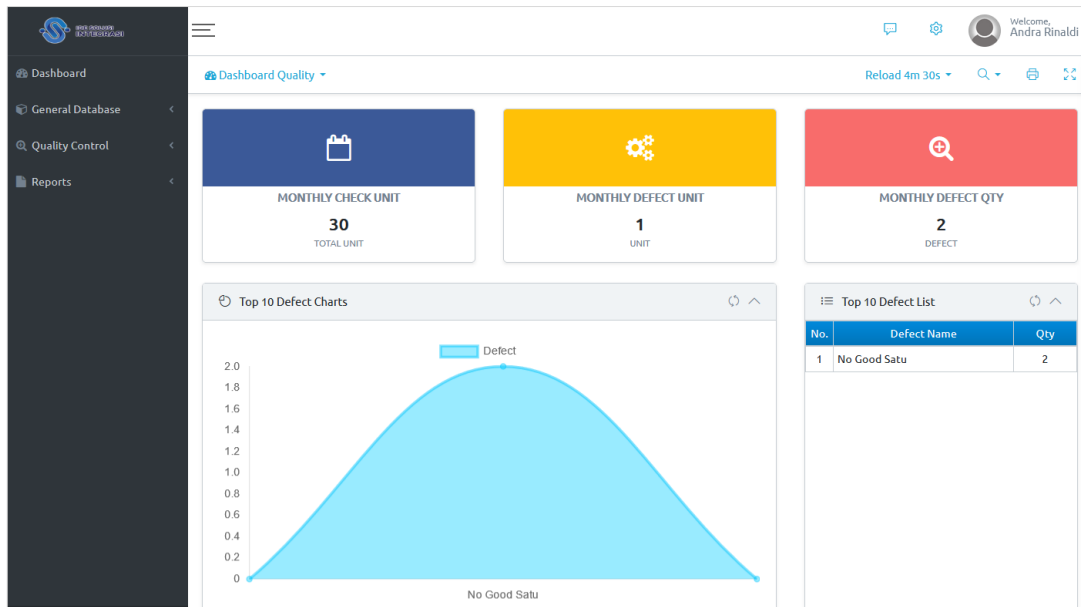 INTEGRASI
Welcome,
Andra Rinaldi
Dashboard
General Database
Quality Control
Reports
Dashboard Quality
Reload 4m 30s
MONTHLY CHECK UNIT
30
TOTAL UNIT
MONTHLY DEFECT UNIT
1
UNIT
MONTHLY DEFECT QTY
2
DEFECT
Top 10 Defect Charts
Defect
2.0
1.8
1.6
1.4
1.2
1.0
0.8
0.6
0.4
0.2
0
No Good Satu
Top 10 Defect List
No. Defect Name Qty
1 No Good Satu 2